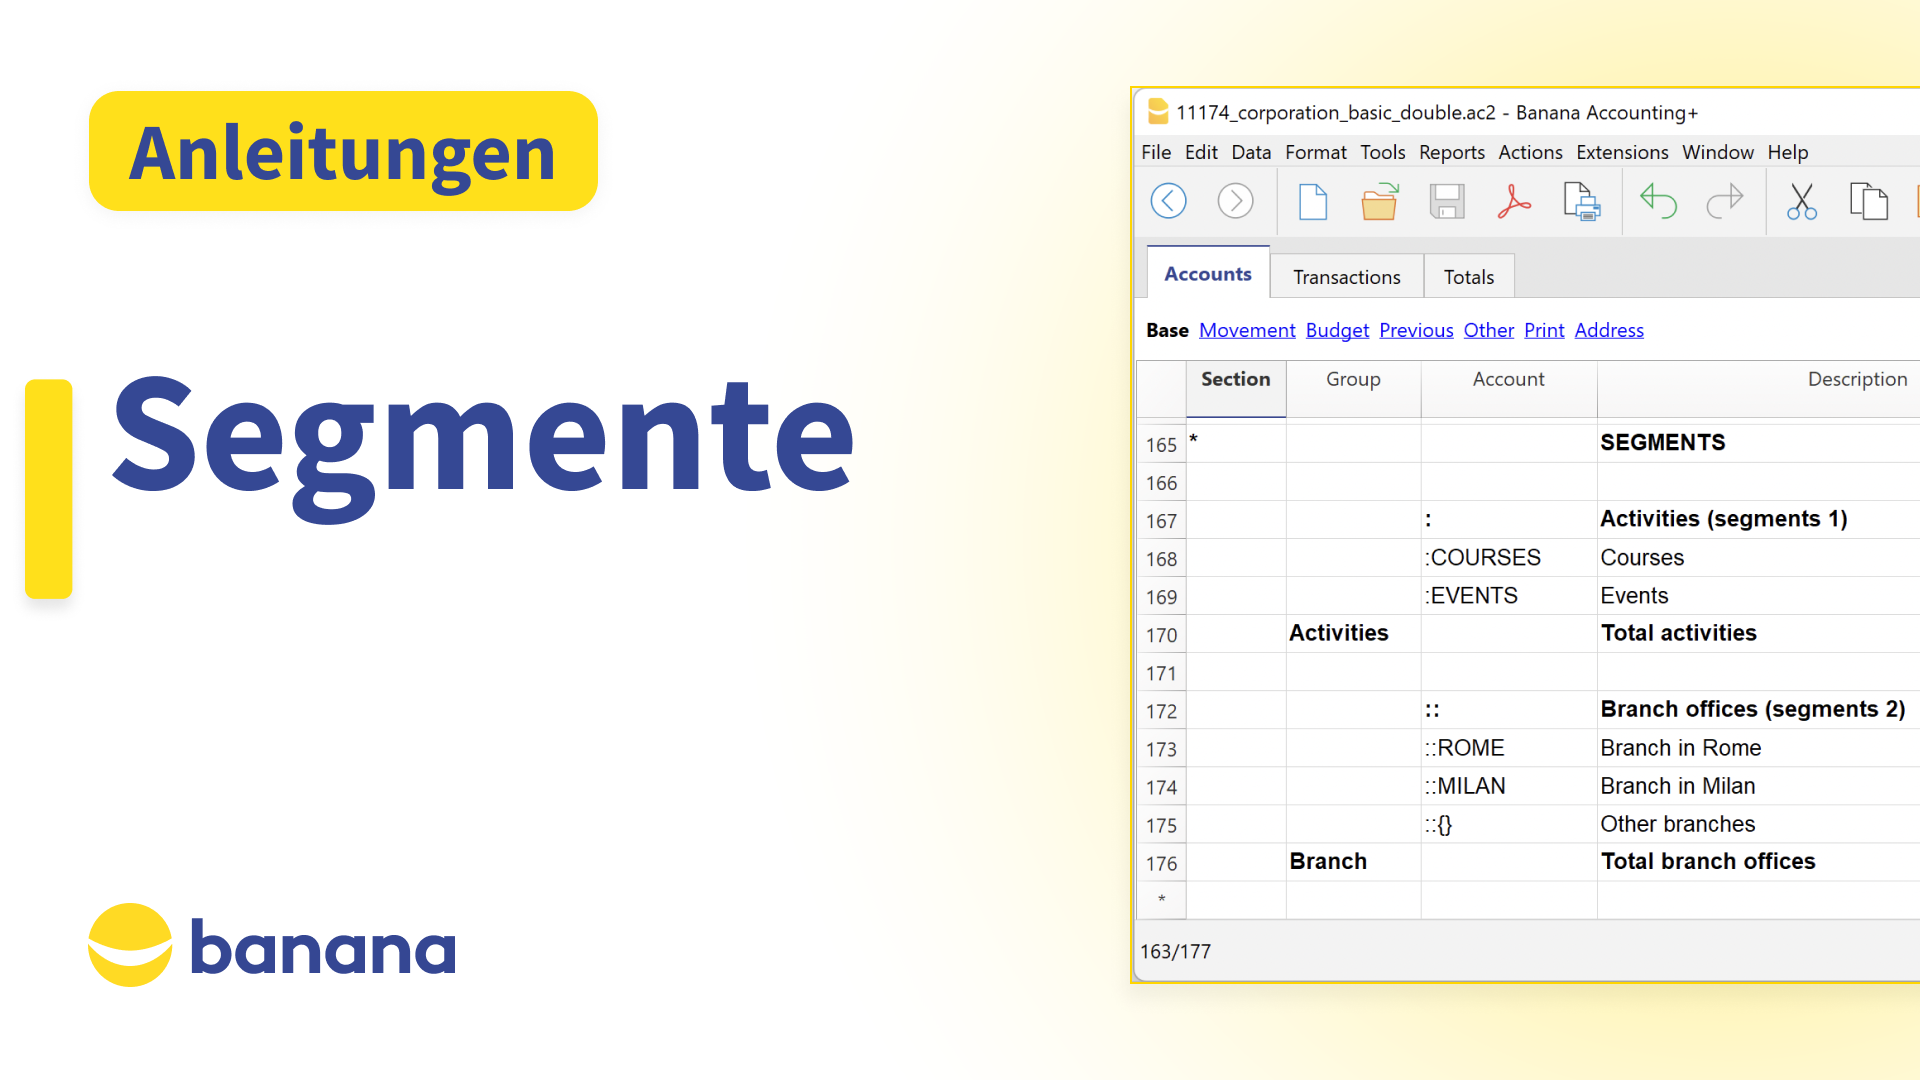 Anleitungen
Segmente
banana
11174_corporation_basic_double.ac2 - Banana Accounting+
File Edit Data Format Tools Reports Actions Extensions Window Help
Accounts Transactions Totals
Base Movement Budget Previous Other Print Address
Section Group Account Description
165 * SEGMENTS
166
167 : Activities (segments 1)
168 :COURSES Courses
169 :EVENTS Events
170 Activities Total activities
171
172 :: Branch offices (segments 2)
173 ::ROME Branch in Rome
174 ::MILAN Branch in Milan
175 ::{} Other branches
176 Branch Total branch offices
*
163/177